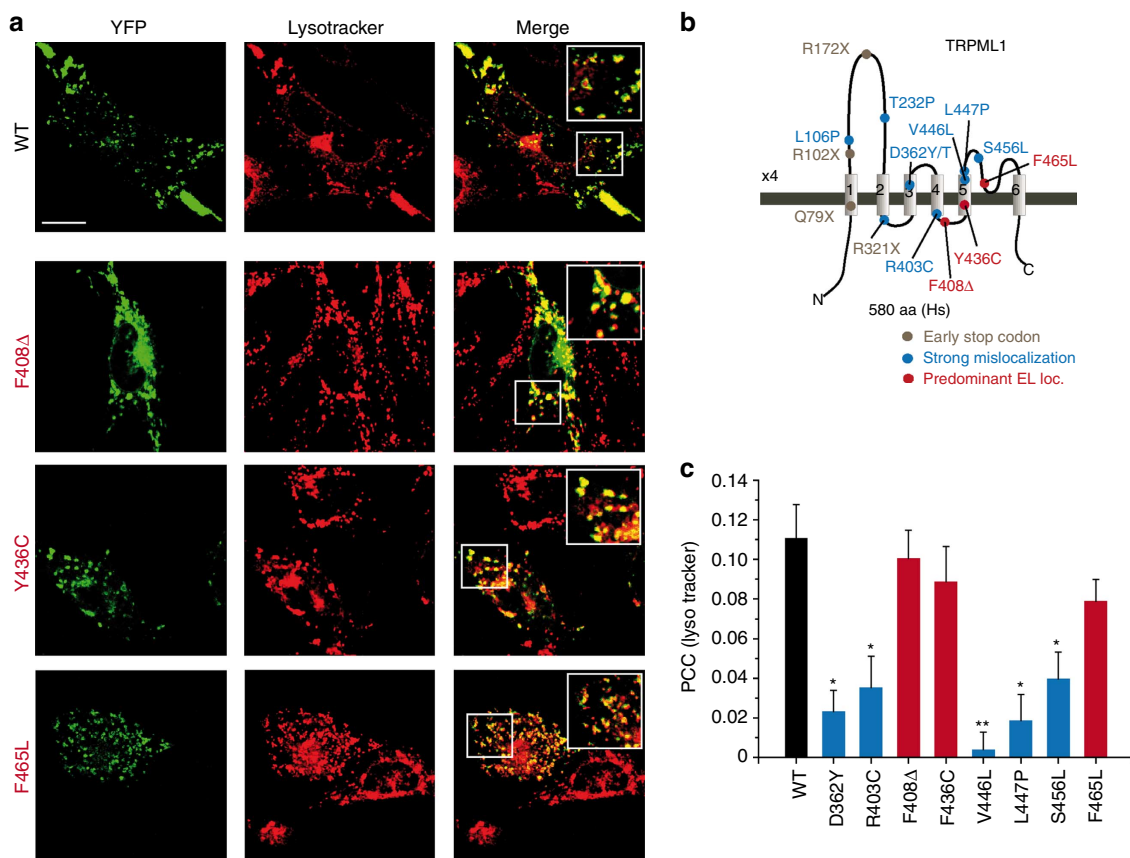 a
YFP
Lysotracker
Merge
WT
F408Δ
Y436C
F465L
b
TRPML1
R172X
T232P
L447P
V446L
L106P
S456L
R102X
D362Y/T
F465L
x4
1
2
3
4
5
6
Q79X
R321X
R403C
Y436C
F408Δ
N
C
580 aa (Hs)
Early stop codon
Strong mislocalization
Predominant EL loc.
c
PCC (lyso tracker)
0.14
0.12
0.10
0.08
0.06
0.04
0.02
0
*
*
**
*
*
WT
D362Y
R403C
F408Δ
F436C
V446L
L447P
S456L
F465L